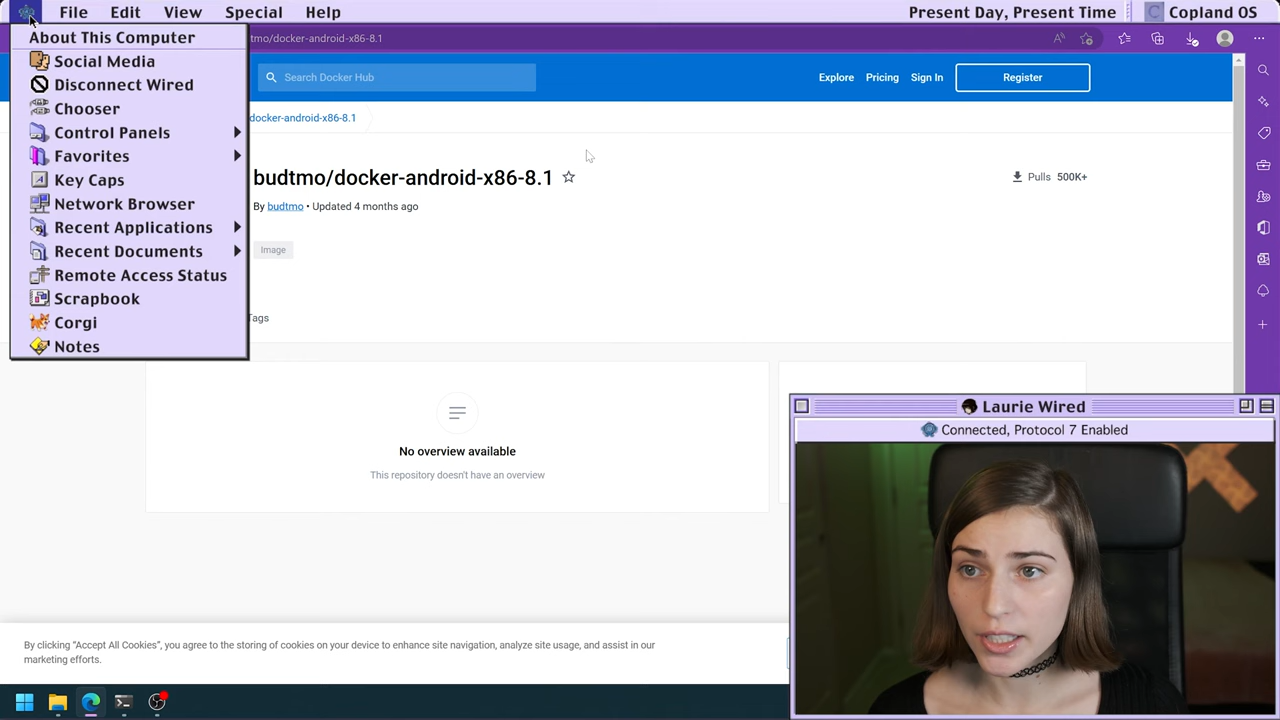 File Edit View Special Help Present Day, Present Time Copland OS
About This Computer
Social Media
Disconnect Wired
Chooser
Control Panels
Favorites
Key Caps
Network Browser
Recent Applications
Recent Documents
Remote Access Status
Scrapbook
Corgi
Notes
tmo/docker-android-x86-8.1
Search Docker Hub
Explore Pricing Sign In Register
docker-android-x86-8.1
budtmo/docker-android-x86-8.1
Pulls 500K+
By budtmo • Updated 4 months ago
Image
Tags
No overview available
This repository doesn't have an overview
Laurie Wired
Connected, Protocol 7 Enabled
By clicking "Accept All Cookies", you agree to the storing of cookies on your device to enhance site navigation, analyze site usage, and assist in our
marketing efforts.